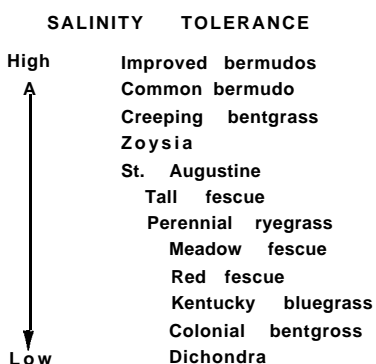 SALINITY TOLERANCE
High Improved bermudos
A Common bermudo
Creeping bentgrass
Zoysia
St. Augustine
Tall fescue
Perennial ryegrass
Meadow fescue
Red fescue
Kentucky bluegrass
Colonial bentgross
Low Dichondra